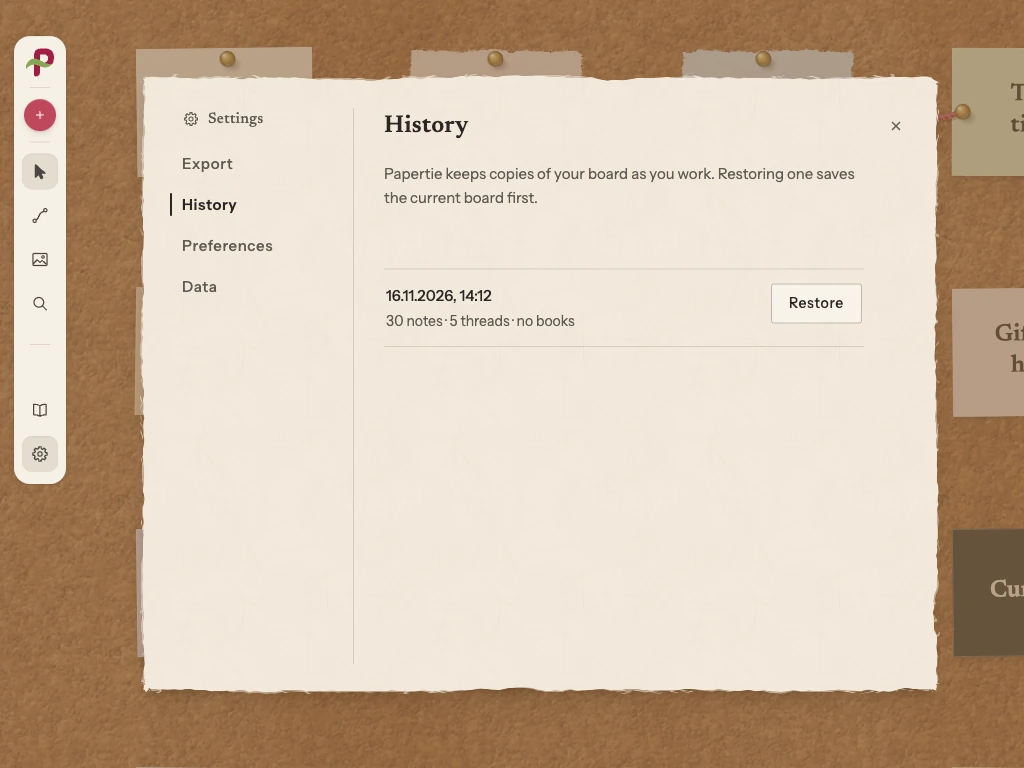 Settings
Export
History
Preferences
Data
History
Papertie keeps copies of your board as you work. Restoring one saves
the current board first.
16.11.2026, 14:12
30 notes · 5 threads · no books
Restore